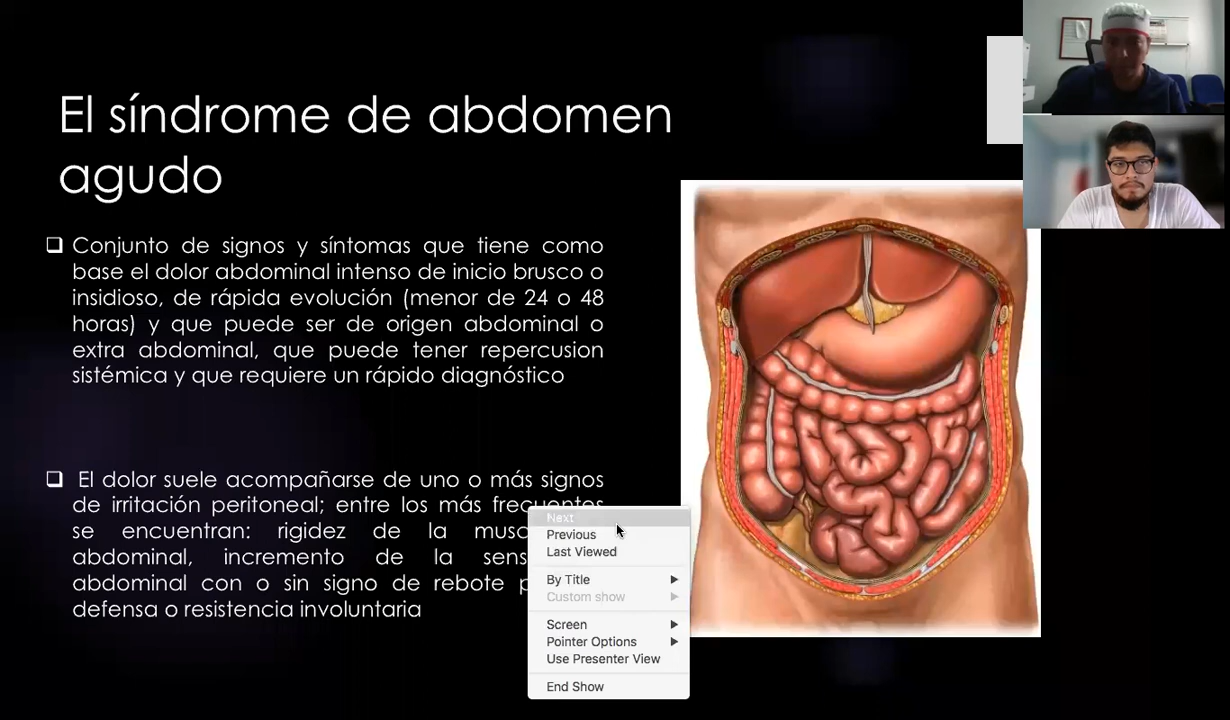 El síndrome de abdomen
agudo
❑ Conjunto de signos y síntomas que tiene como
base el dolor abdominal intenso de inicio brusco o
insidioso, de rápida evolución (menor de 24 o 48
horas) y que puede ser de origen abdominal o
extra abdominal, que puede tener repercusion
sistémica y que requiere un rápido diagnóstico
❑ El dolor suele acompañarse de uno o más signos
de irritación peritoneal; entre los más frecuentes
se encuentran: rigidez de la
abdominal, incremento de la
abdominal con o sin signo de rebote
defensa o resistencia involuntaria
Next
Previous
Last Viewed
By Title
Custom show
Screen
Pointer Options
Use Presenter View
End Show